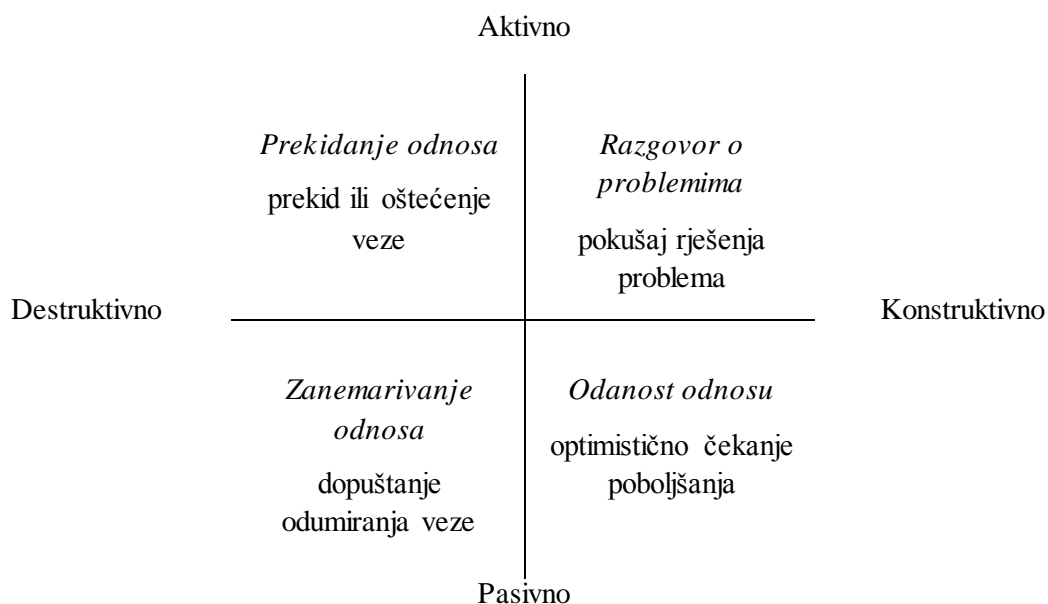 Aktivno
Prekidanje odnosa
prekid ili oštećenje
veze
Razgovor o
problemima
pokušaj rješenja
problema
Destruktivno
Konstruktivno
Zanemarivanje
odnosa
dopuštanje
odumiranja veze
Odanost odnosu
optimistično čekanje
poboljšanja
Pasivno